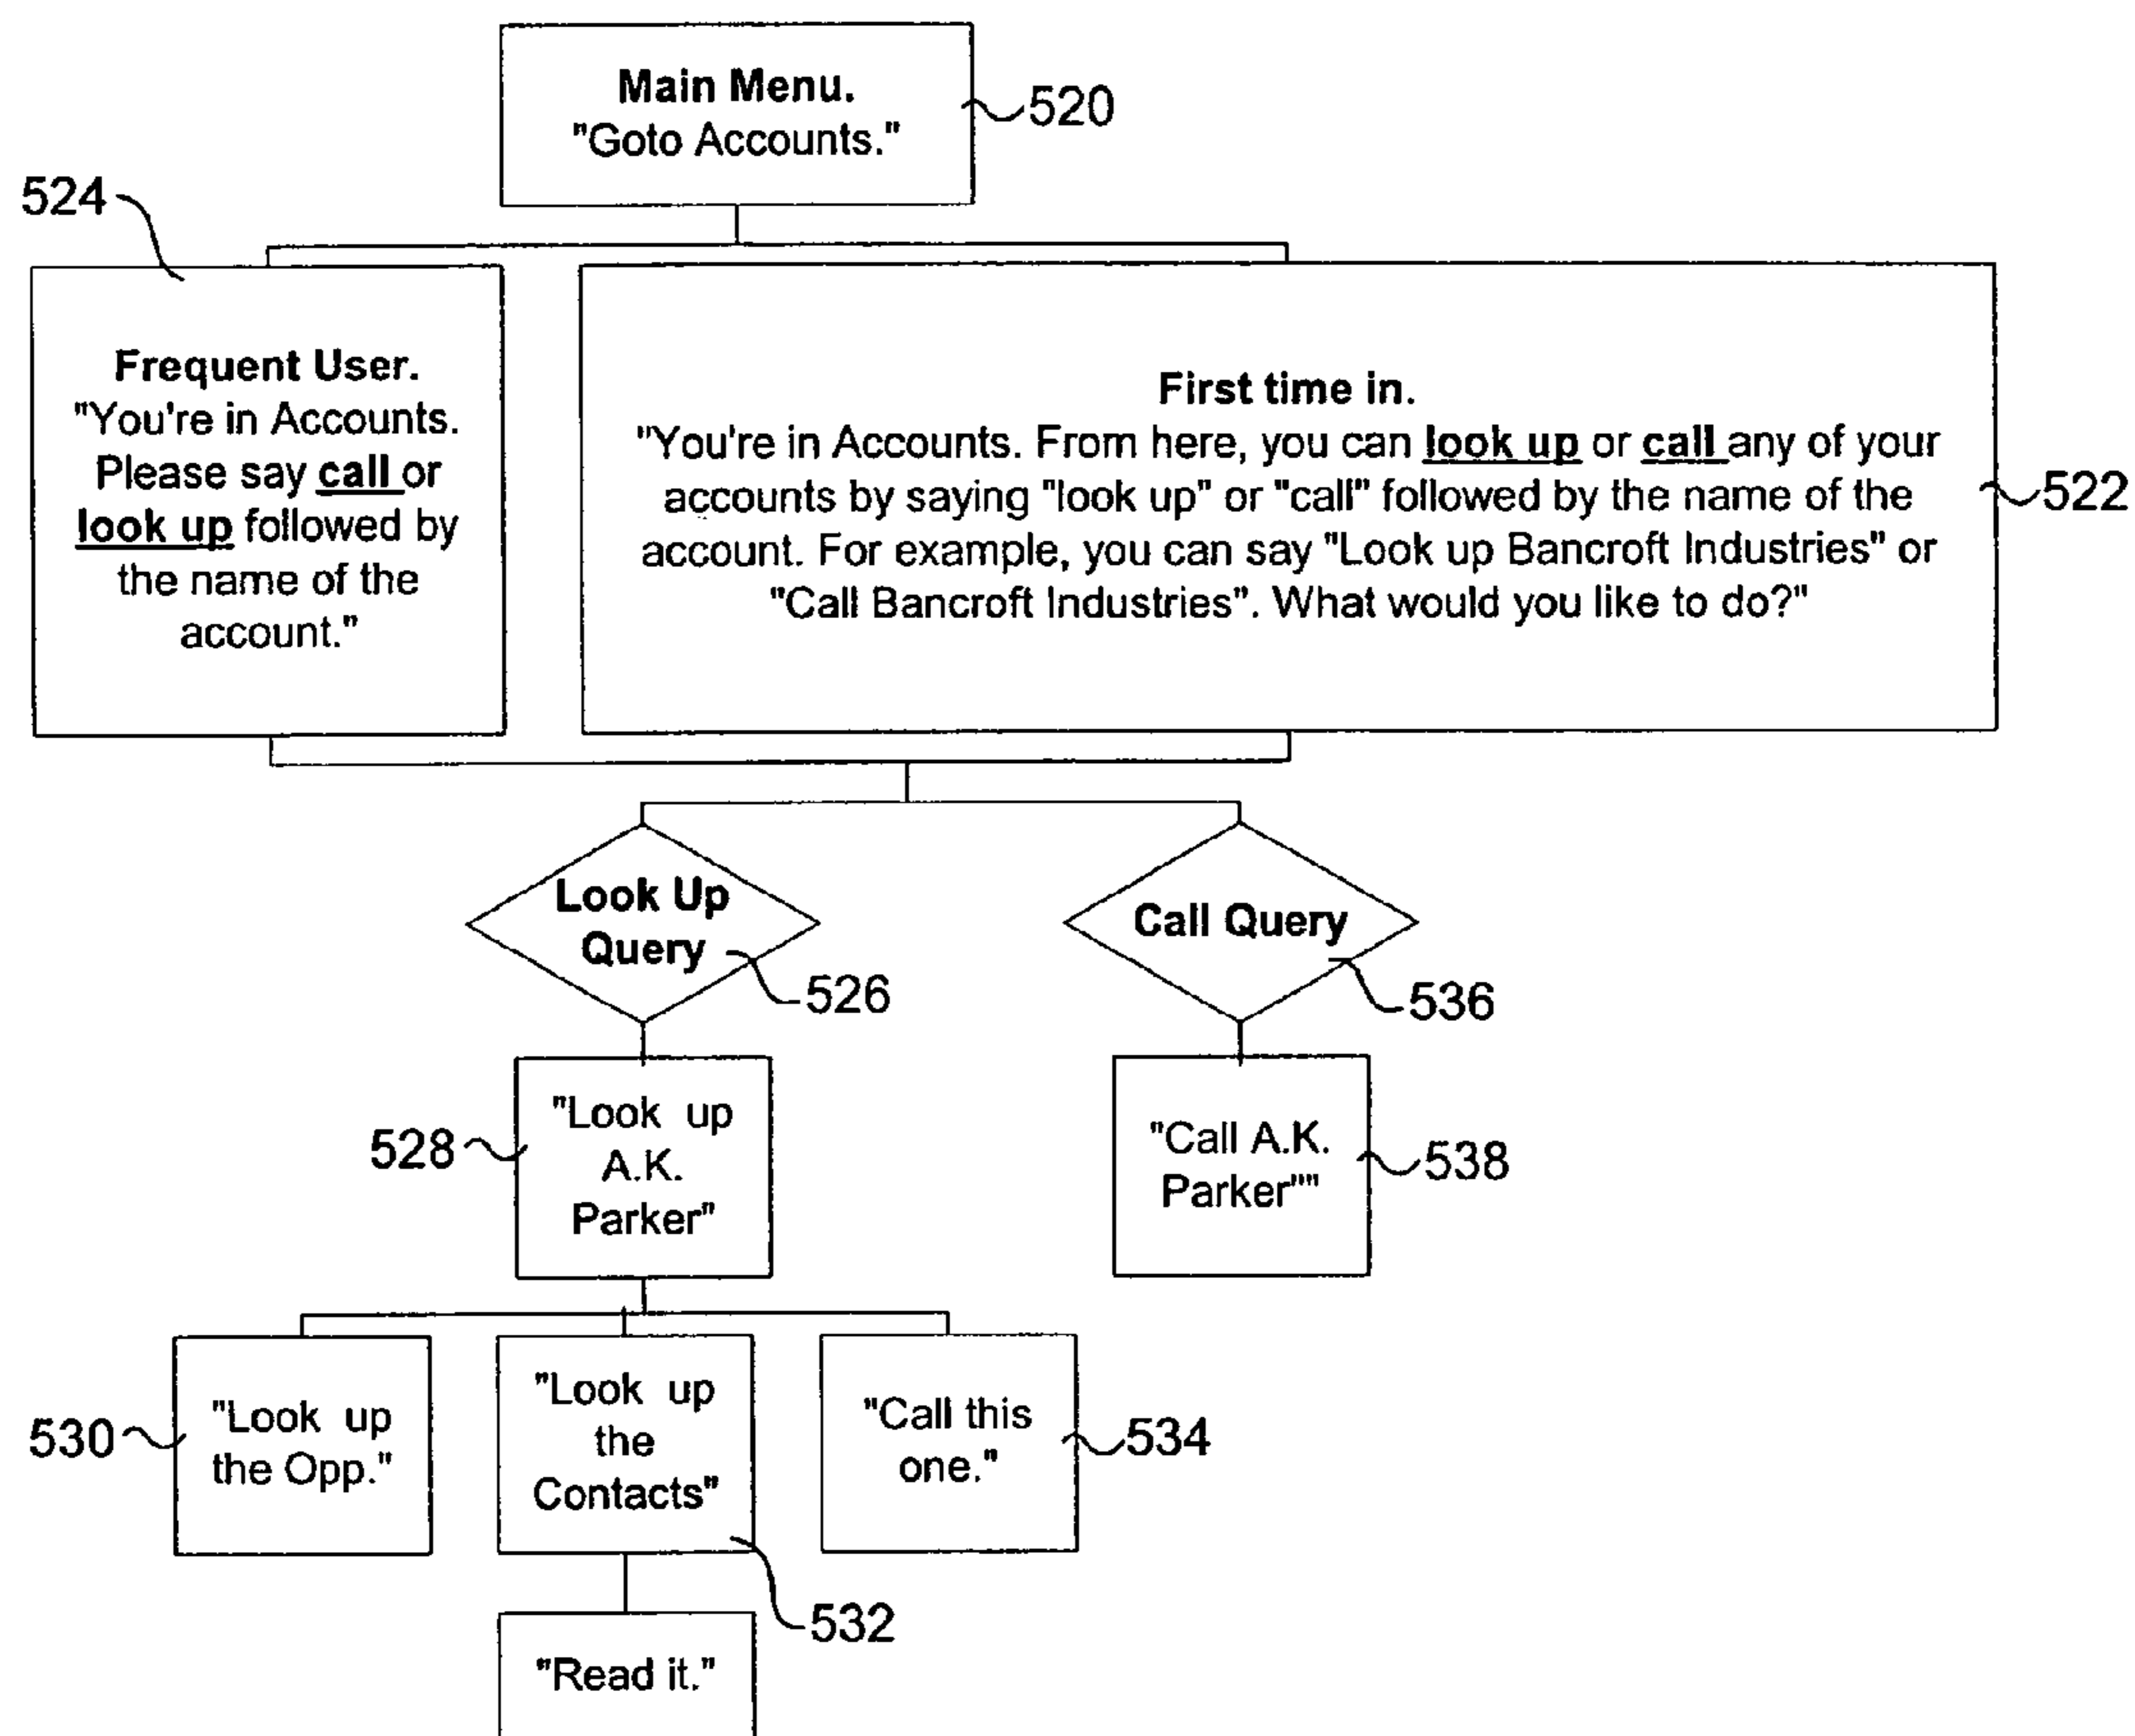 Main Menu.
"Goto Accounts."
520
524
Frequent User.
"You're in Accounts.
Please say call or
look up followed by
the name of the
account."
First time in.
"You're in Accounts. From here, you can look up or call any of your
accounts by saying "look up" or "call" followed by the name of the
account. For example, you can say "Look up Bancroft Industries" or
"Call Bancroft Industries". What would you like to do?"
522
Look Up
Query
526
Call Query
536
"Look up
A.K.
Parker"
528
"Call A.K.
Parker""
538
"Look up
the Opp."
530
"Look up
the
Contacts"
532
"Call this
one."
534
"Read it."